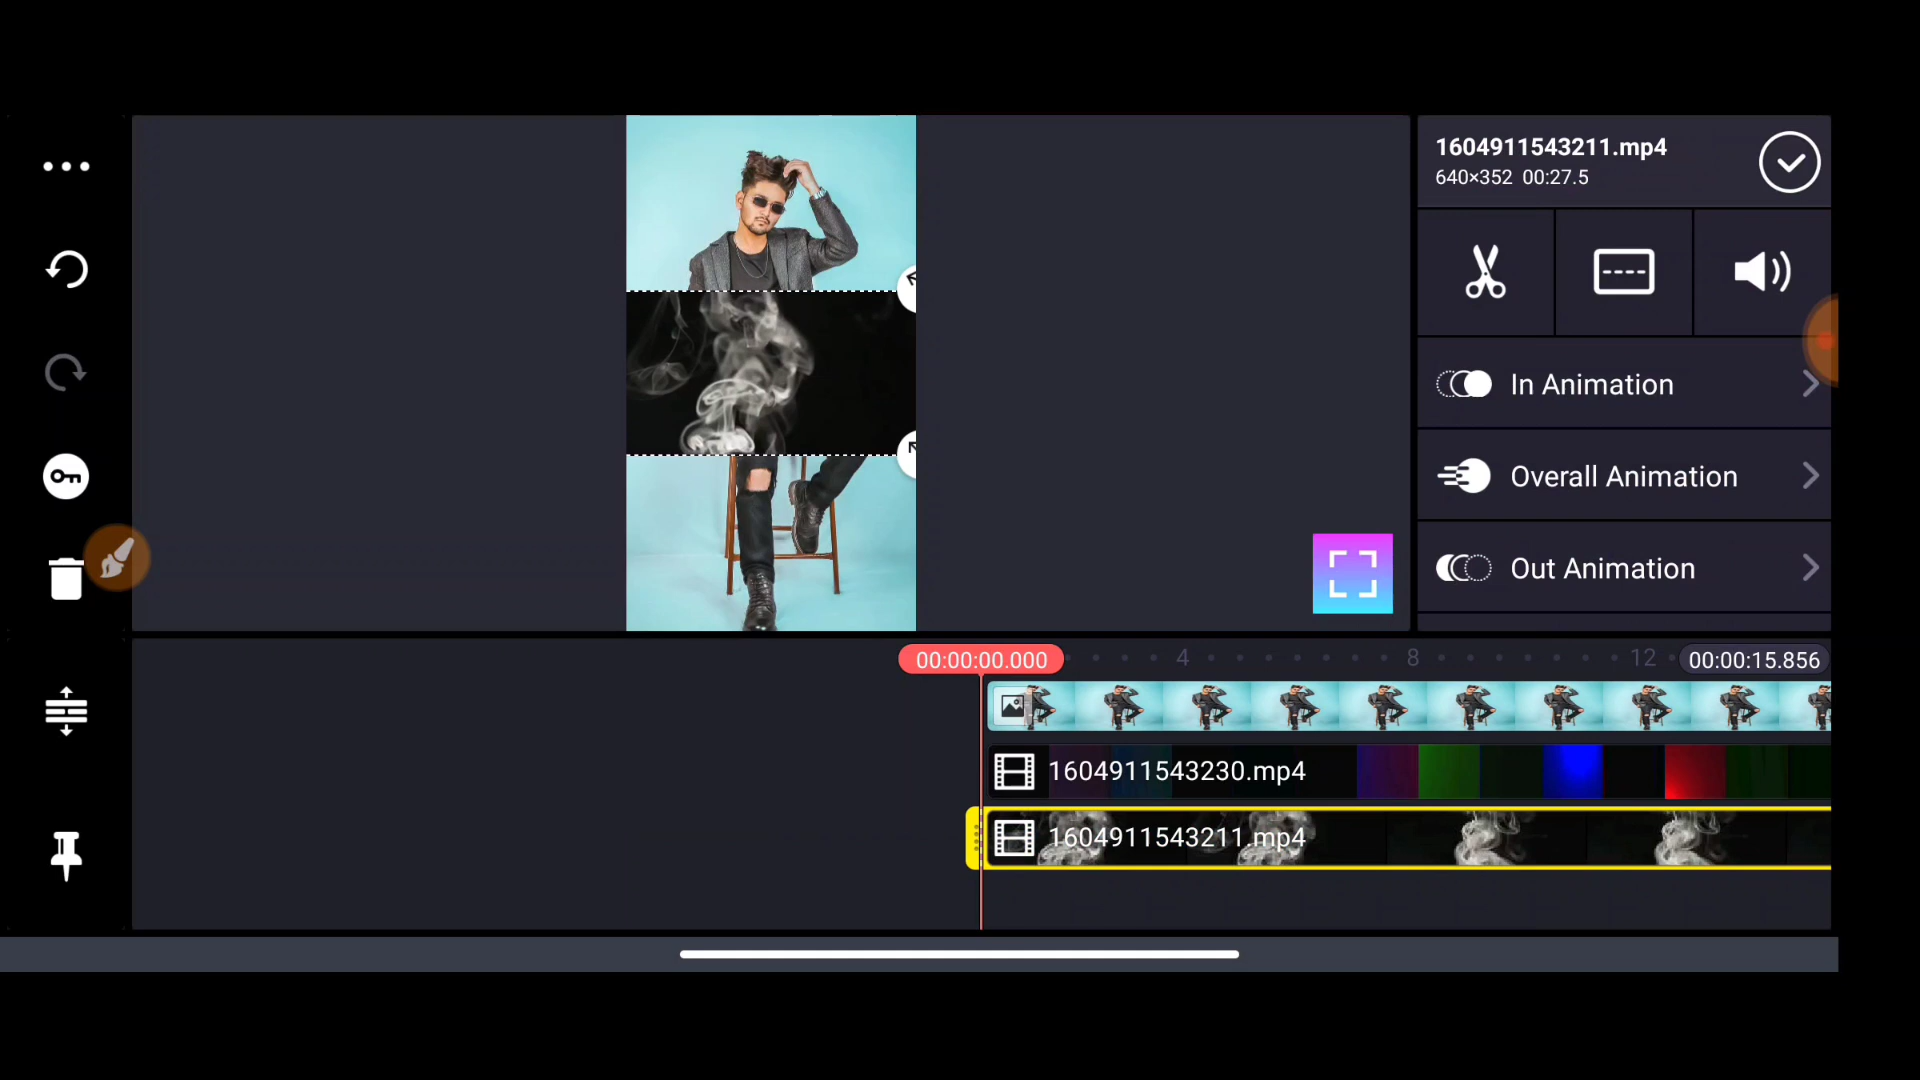 1604911543211.mp4
640×352 00:27.5
In Animation
Overall Animation
Out Animation
00:00:00.000
4
8
12
00:00:15.856
1604911543230.mp4
1604911543211.mp4